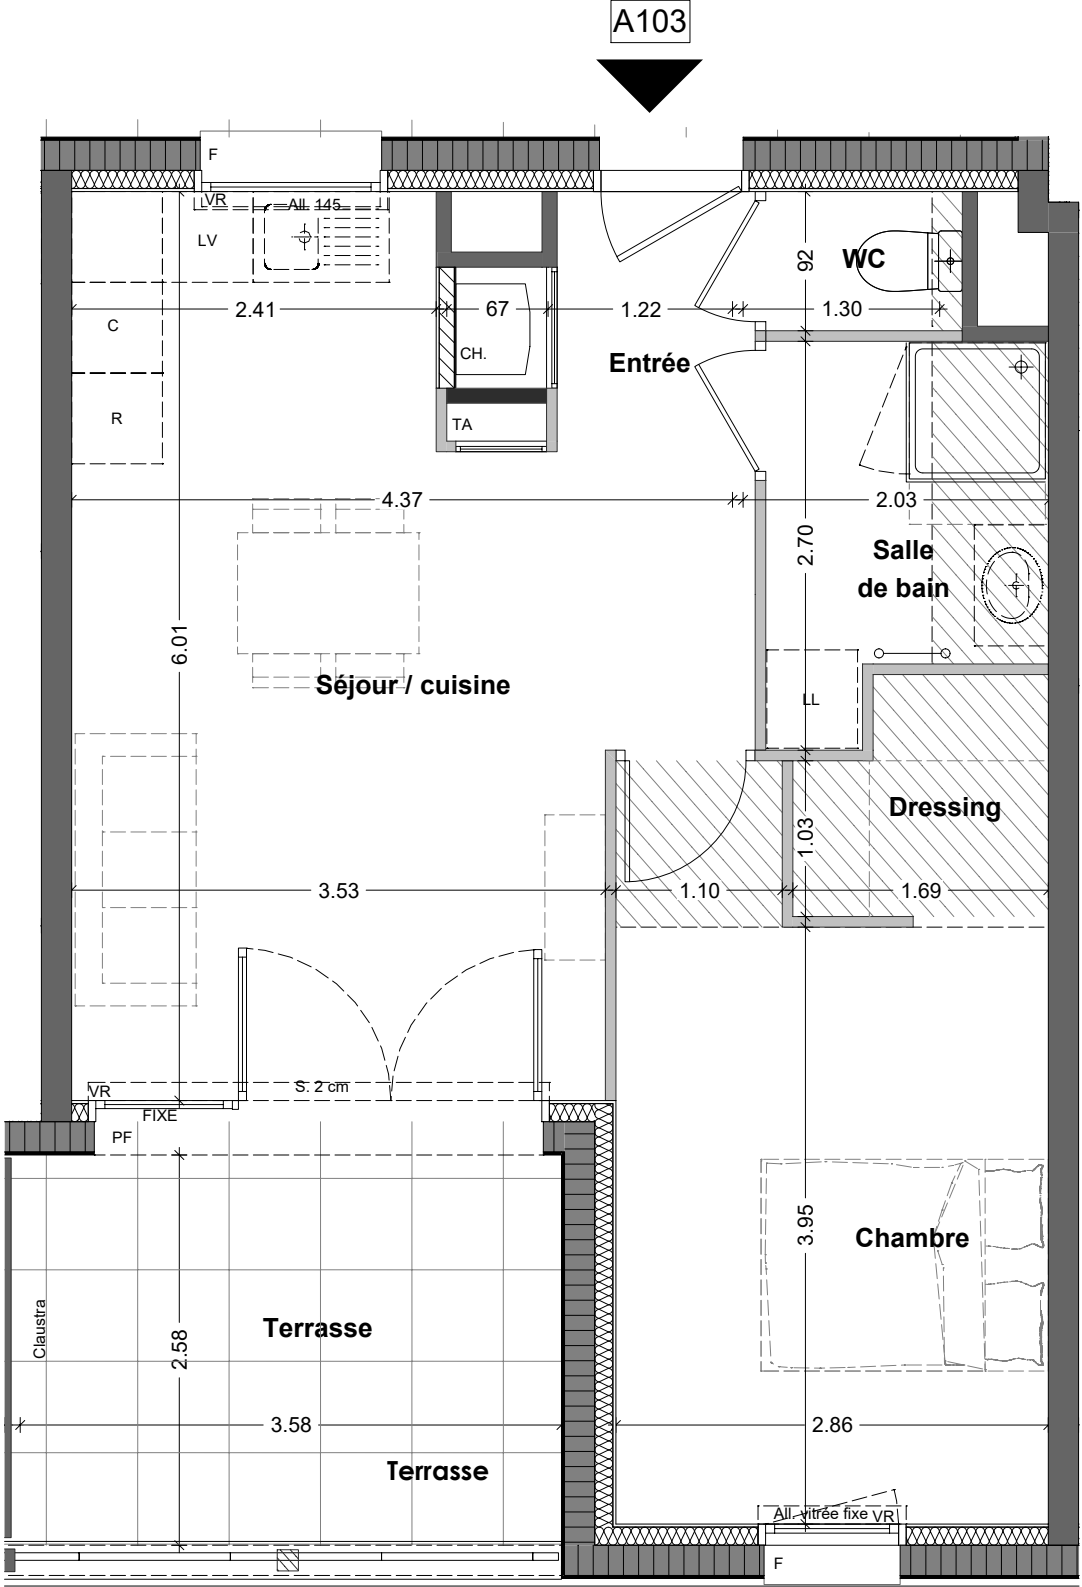 A103
F
VR
All. 145
LV
92
WC
2.41
67
1.22
1.30
C
CH.
Entrée
R
TA
4.37
2.03
2.70
Salle
de bain
6.01
Séjour / cuisine
LL
Dressing
1.03
3.53
1.10
1.69
VR
S. 2 cm
FIXE
PF
3.95
Chambre
Claustra
Terrasse
2.58
3.58
2.86
Terrasse
All. vitrée fixe VR
F